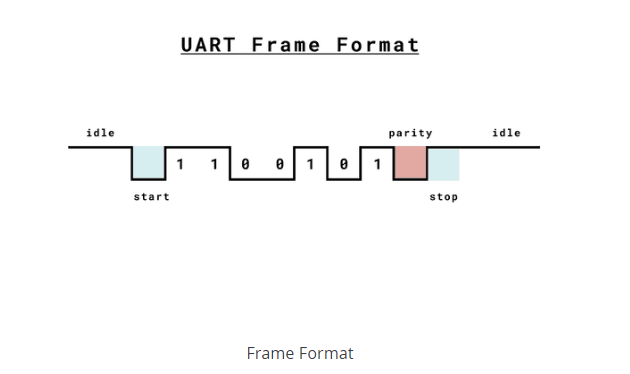 UART Frame Format
idle
parity
idle
1 1 0 0 1 0 1
start
stop
Frame Format